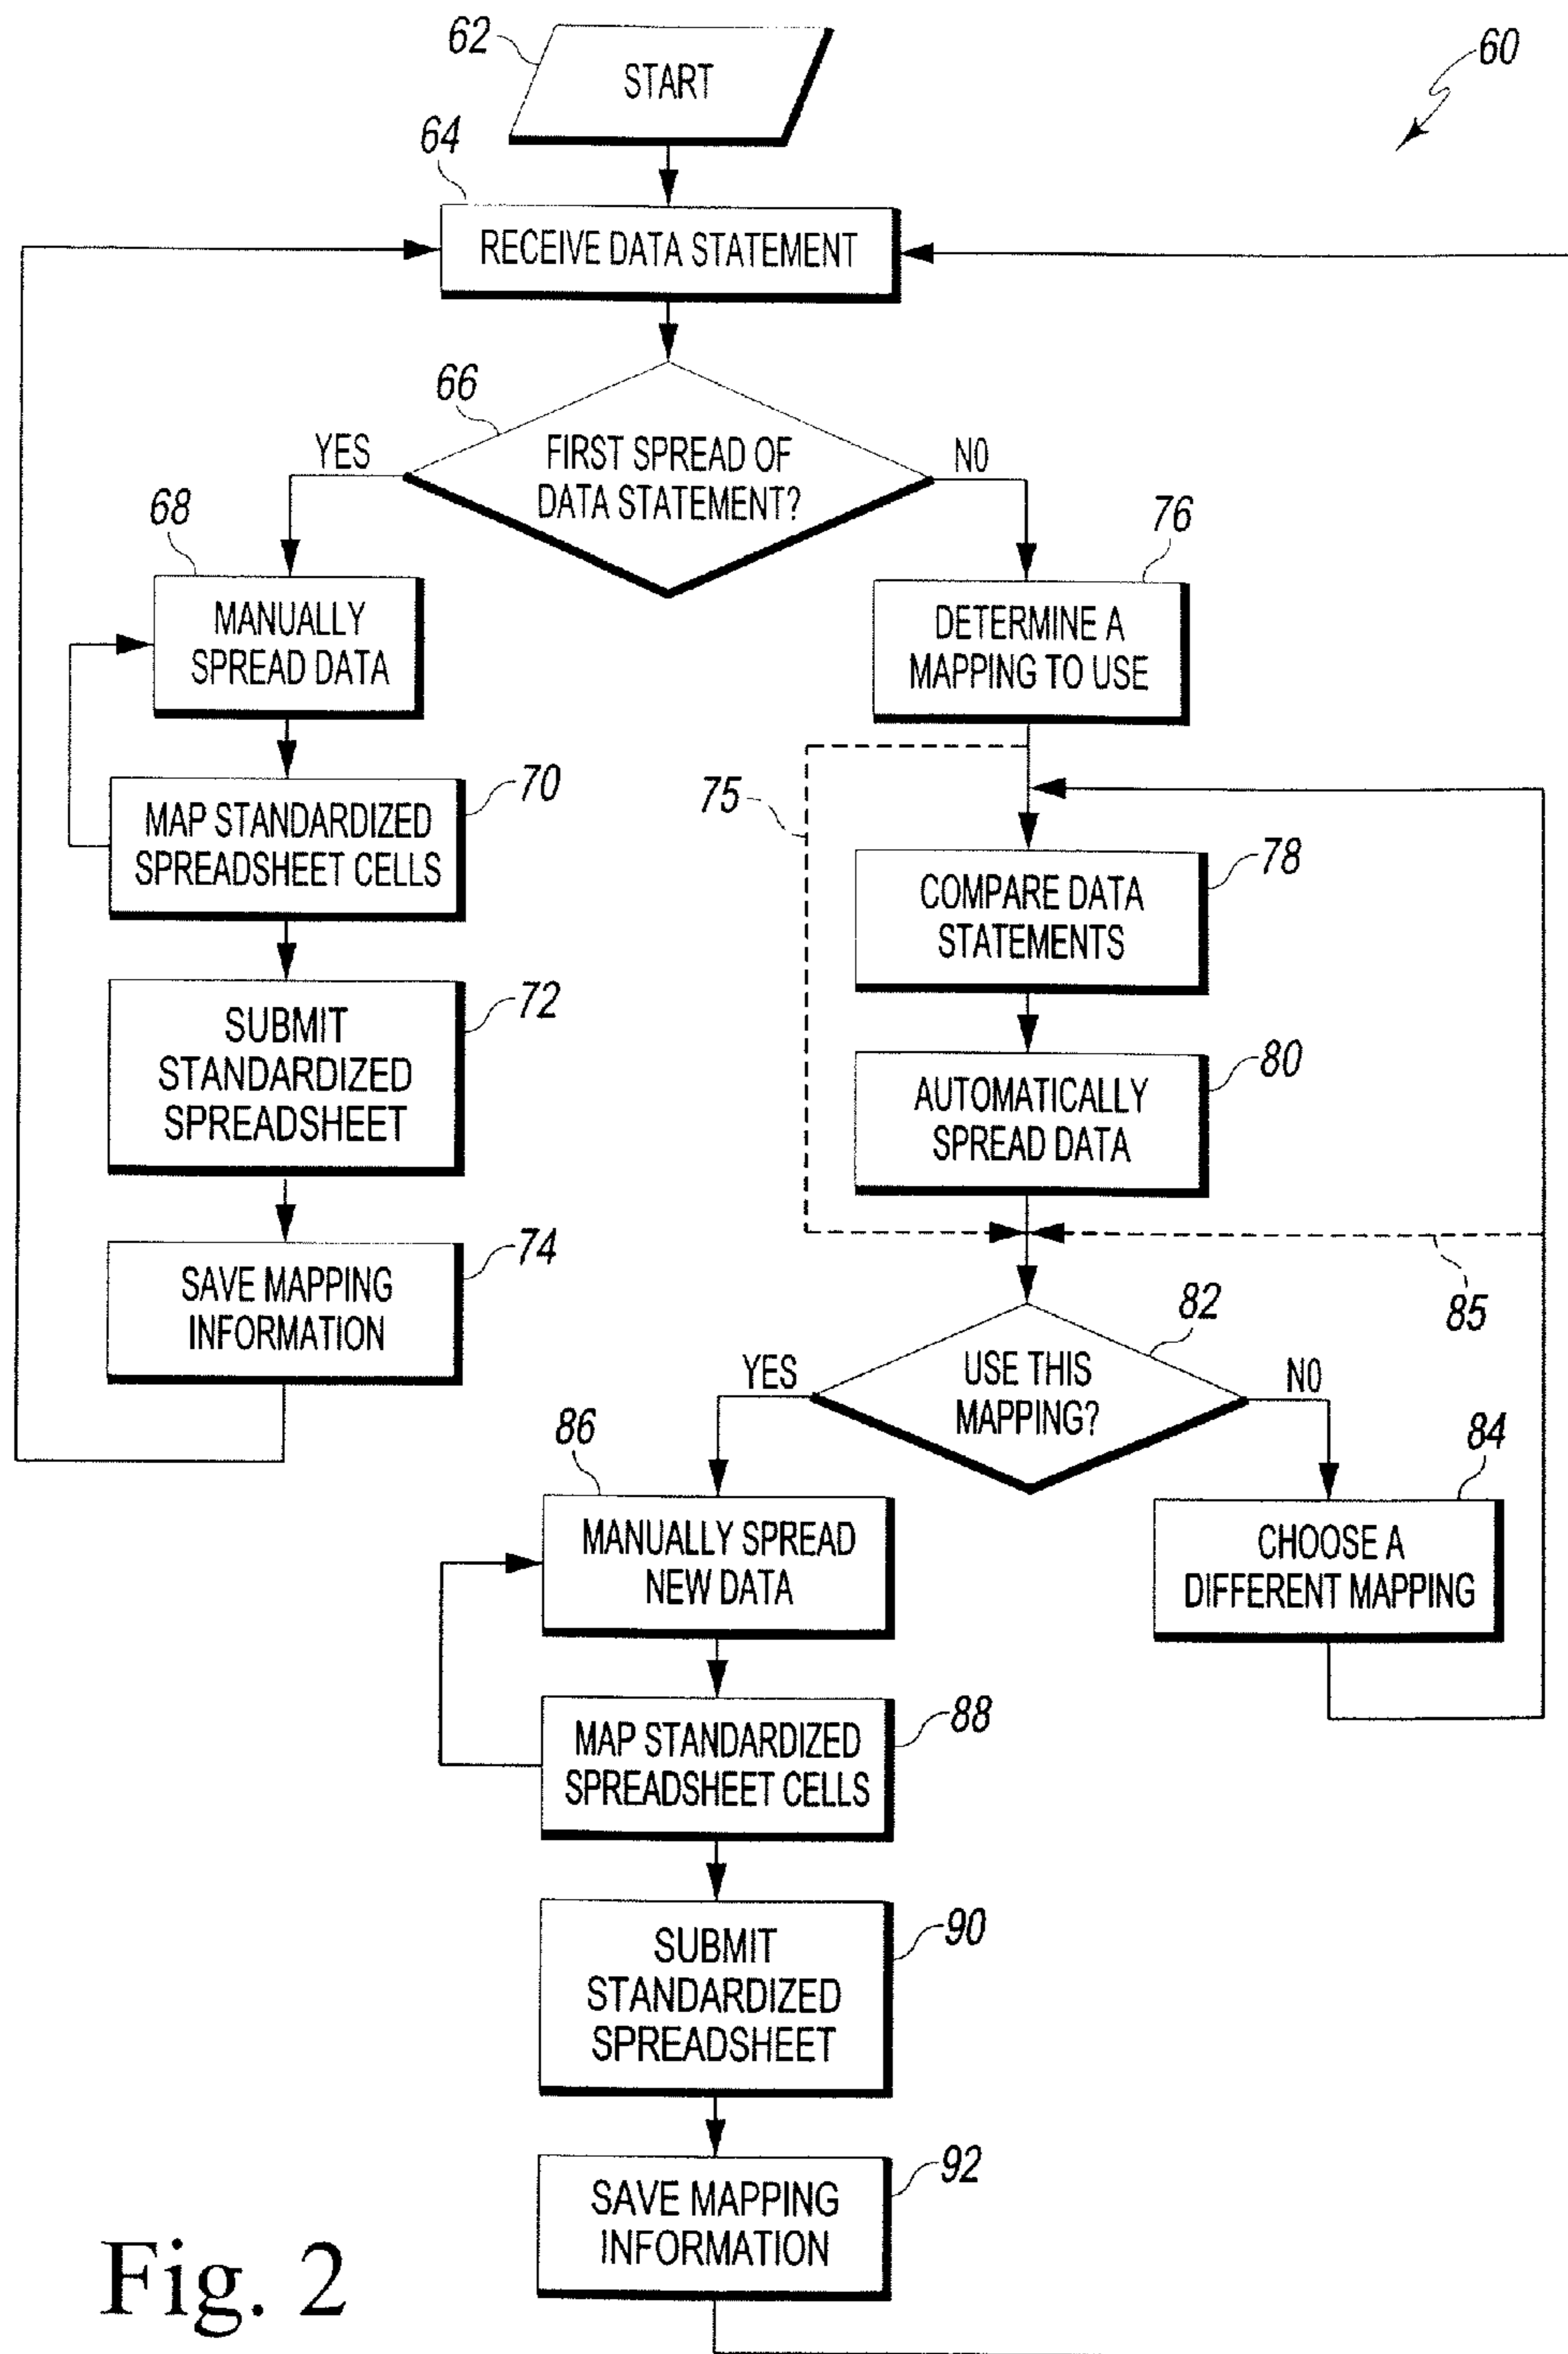 62
START
60
64
RECEIVE DATA STATEMENT
66
YES
FIRST SPREAD OF
DATA STATEMENT?
NO
68
MANUALLY
SPREAD DATA
76
DETERMINE A
MAPPING TO USE
70
MAP STANDARDIZED
SPREADSHEET CELLS
75
78
COMPARE DATA
STATEMENTS
72
SUBMIT
STANDARDIZED
SPREADSHEET
80
AUTOMATICALLY
SPREAD DATA
74
SAVE MAPPING
INFORMATION
85
82
YES
USE THIS
MAPPING?
NO
86
MANUALLY SPREAD
NEW DATA
84
CHOOSE A
DIFFERENT MAPPING
88
MAP STANDARDIZED
SPREADSHEET CELLS
90
SUBMIT
STANDARDIZED
SPREADSHEET
92
SAVE MAPPING
INFORMATION
Fig. 2